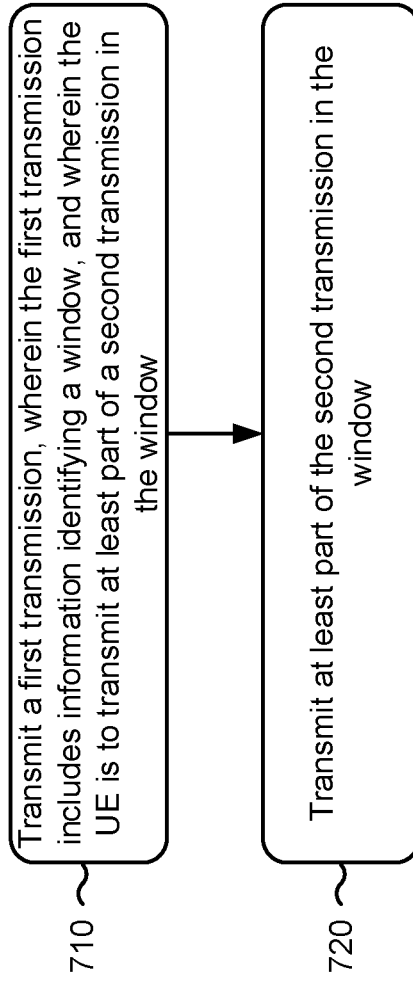 710
Transmit a first transmission, wherein the first transmission
includes information identifying a window, and wherein the
UE is to transmit at least part of a second transmission in
the window
720
Transmit at least part of the second transmission in the
window